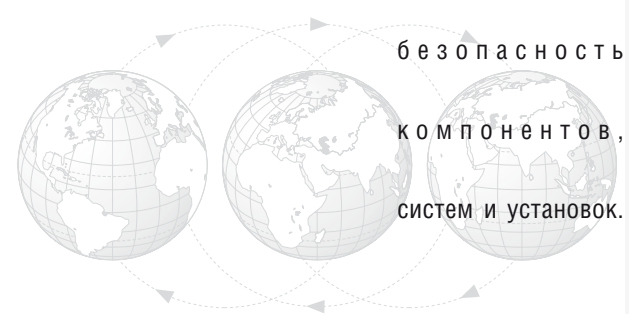 безопасность
компонентов,
систем и установок.